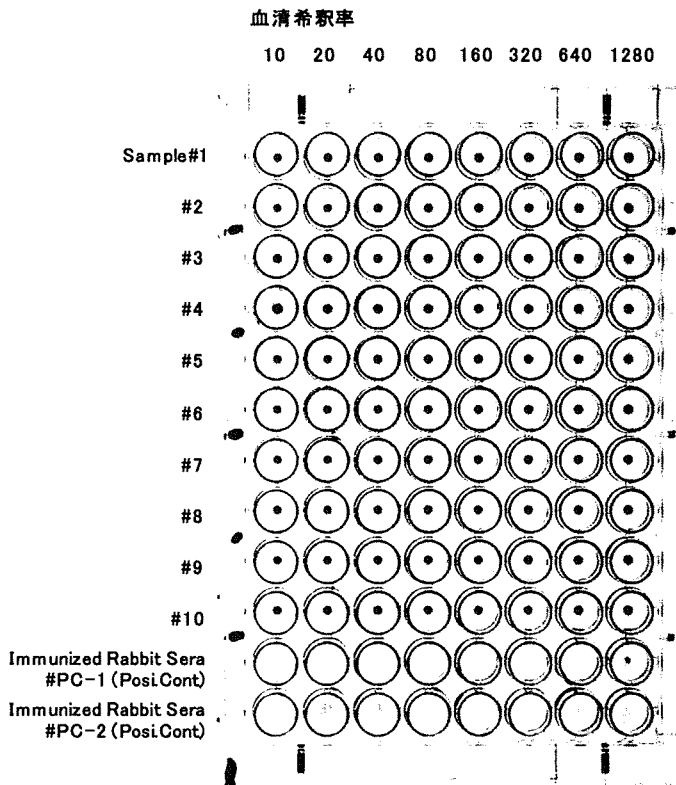 血清希釈率
10 20 40 80 160 320 640 1280
Sample#1
#2
#3
#4
#5
#6
#7
#8
#9
#10
Immunized Rabbit Sera
#PC-1 (Posi.Cont)
Immunized Rabbit Sera
#PC-2 (Posi.Cont)